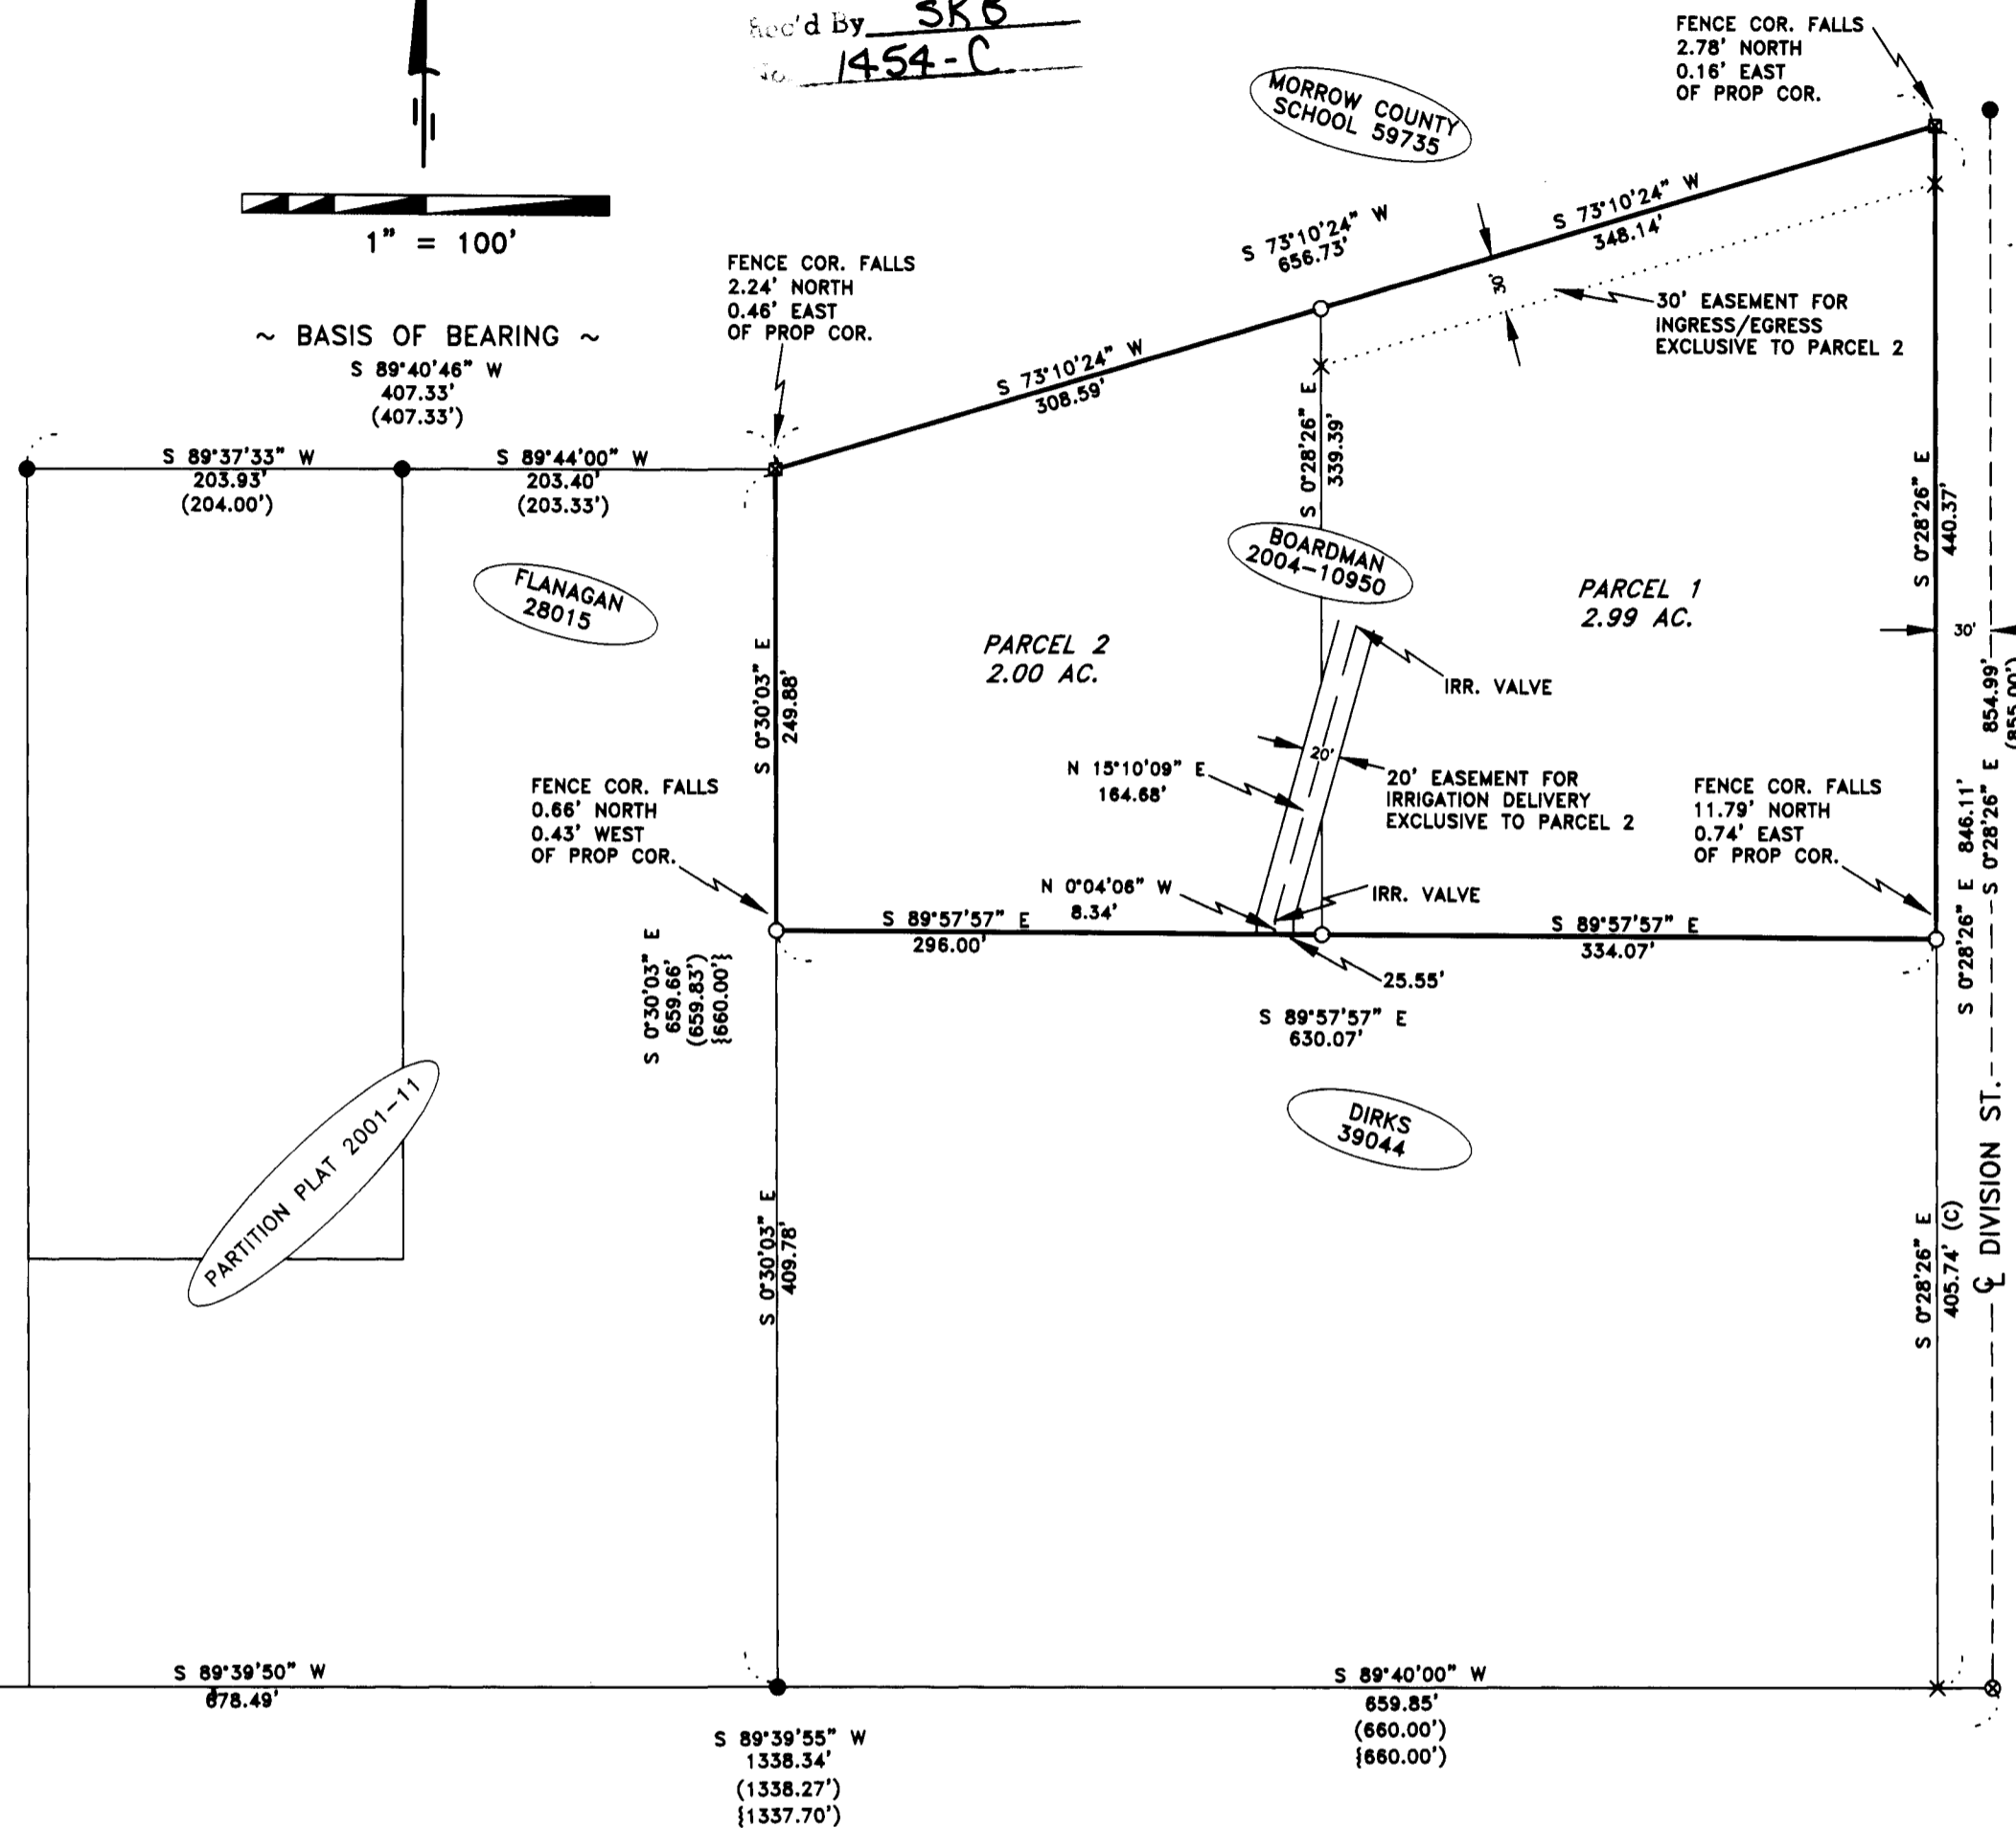 Rec'd By SKB
No. 1454-C
1" = 100'
~ BASIS OF BEARING ~
S 89°40'46" W
407.33'
(407.33')
S 89°37'33" W
203.93'
(204.00')
S 89°44'00" W
203.40'
(203.33')
FENCE COR. FALLS
2.24' NORTH
0.46' EAST
OF PROP COR.
MORROW COUNTY
SCHOOL 59735
FENCE COR. FALLS
2.78' NORTH
0.16' EAST
OF PROP COR.
S 73°10'24" W
656.73'
S 73°10'24" W
348.14'
S 73°10'24" W
308.59'
30'
30' EASEMENT FOR
INGRESS/EGRESS
EXCLUSIVE TO PARCEL 2
S 0°28'26" E
339.39'
S 0°28'26" E
440.37'
FLANAGAN
28015
BOARDMAN
2004-10950
PARCEL 1
2.99 AC.
PARCEL 2
2.00 AC.
S 0°30'03" E
249.88'
IRR. VALVE
30'
S 0°28'26" E 854.99'
(855.00')
S 0°28'26" E 846.11'
N 15°10'09" E
164.68'
20'
20' EASEMENT FOR
IRRIGATION DELIVERY
EXCLUSIVE TO PARCEL 2
FENCE COR. FALLS
0.66' NORTH
0.43' WEST
OF PROP COR.
FENCE COR. FALLS
11.79' NORTH
0.74' EAST
OF PROP COR.
N 0°04'06" W
8.34'
IRR. VALVE
S 89°57'57" E
296.00'
S 89°57'57" E
334.07'
25.55'
S 89°57'57" E
630.07'
S 0°30'03" E
659.66'
(659.83')
{660.00'}
PARTITION PLAT 2001-11
DIRKS
39044
S 0°30'03" E
409.78'
S 0°28'26" E
405.74' (C)
℄ DIVISION ST.
S 89°39'50" W
678.49'
S 89°40'00" W
659.85'
(660.00')
{660.00')
S 89°39'55" W
1338.34'
(1338.27')
{1337.70')